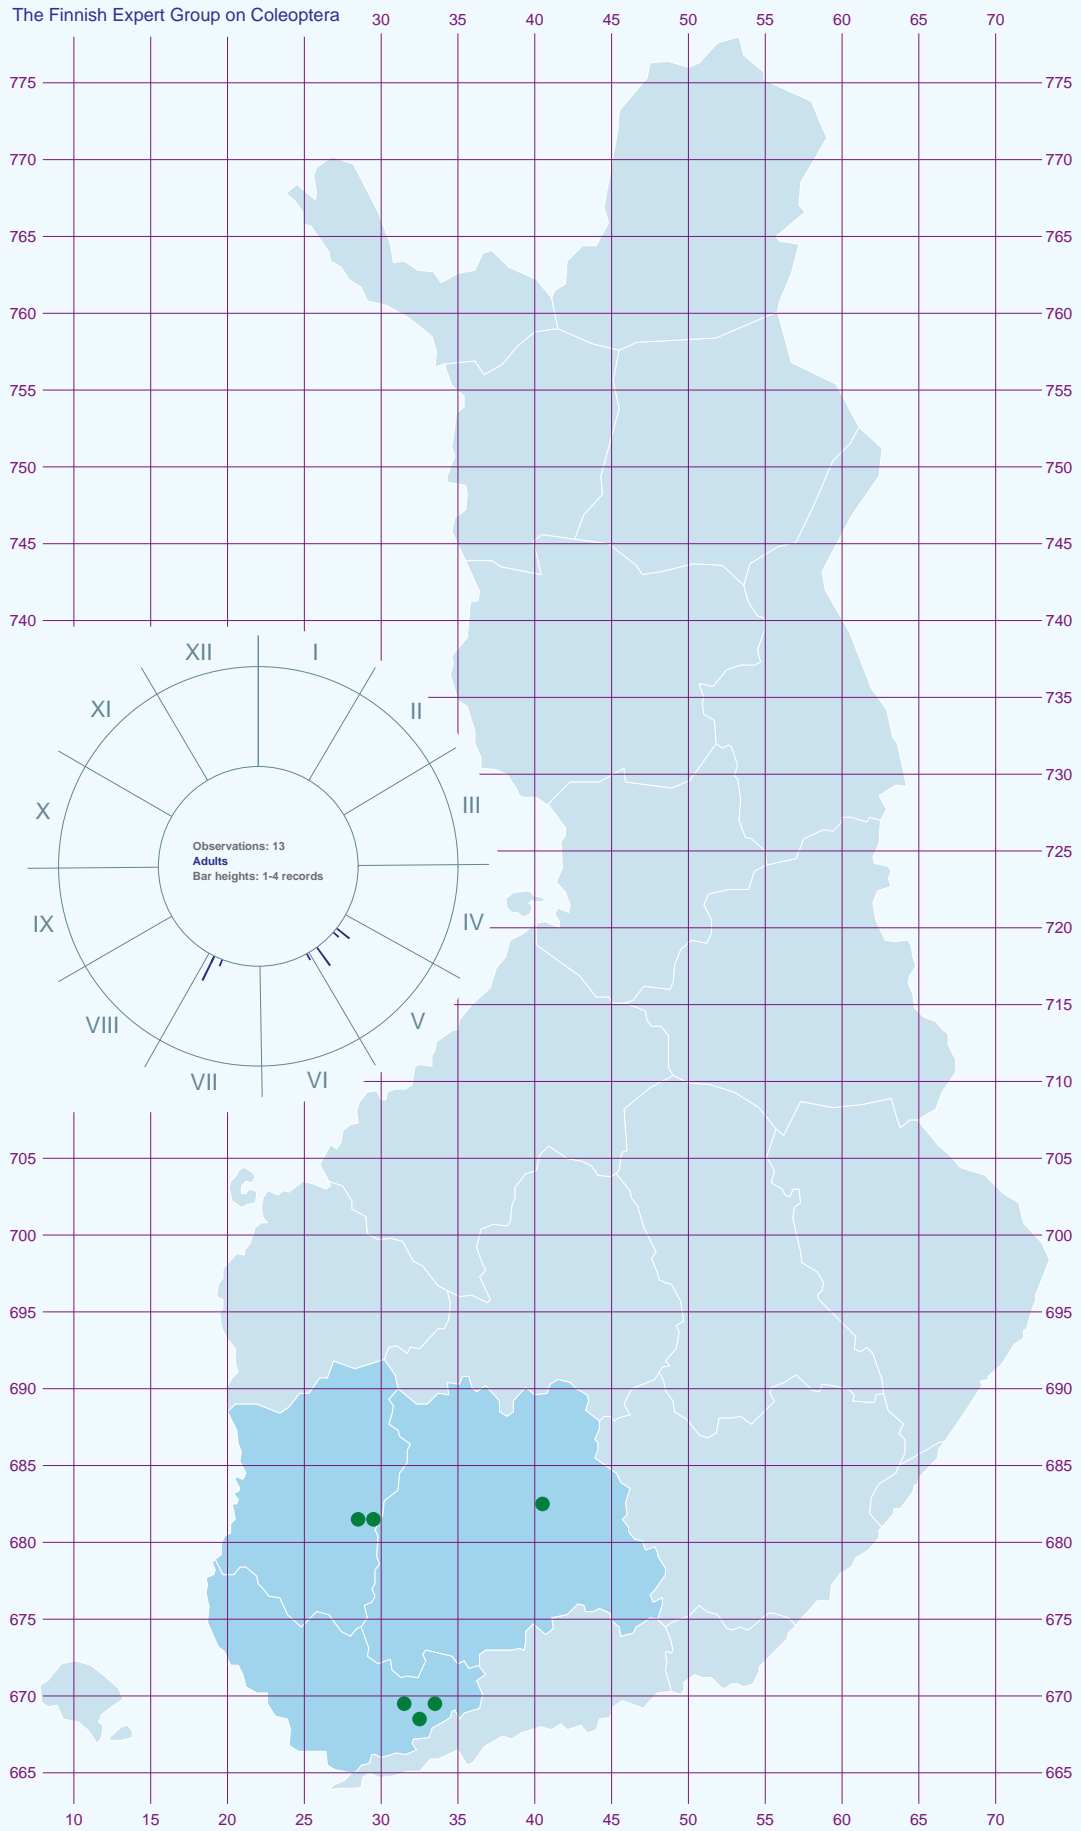 The Finnish Expert Group on Coleoptera
30 40 45 50 55 60 65 70
775 775
770 770
765 765
760 760
755 755
750 750
745 745
740 740
XII I
XI II
735
730
X III
725
Observations: 13
Adults
Bar heights: 1-4 records
IX IV
720
715
VIII V
VII VI
710
705 705
700 700
695 695
690 690
685 685
680 680
675 675
670 670
665 665
10 15 20 25 30 35 40 45 50 55 60 65 70